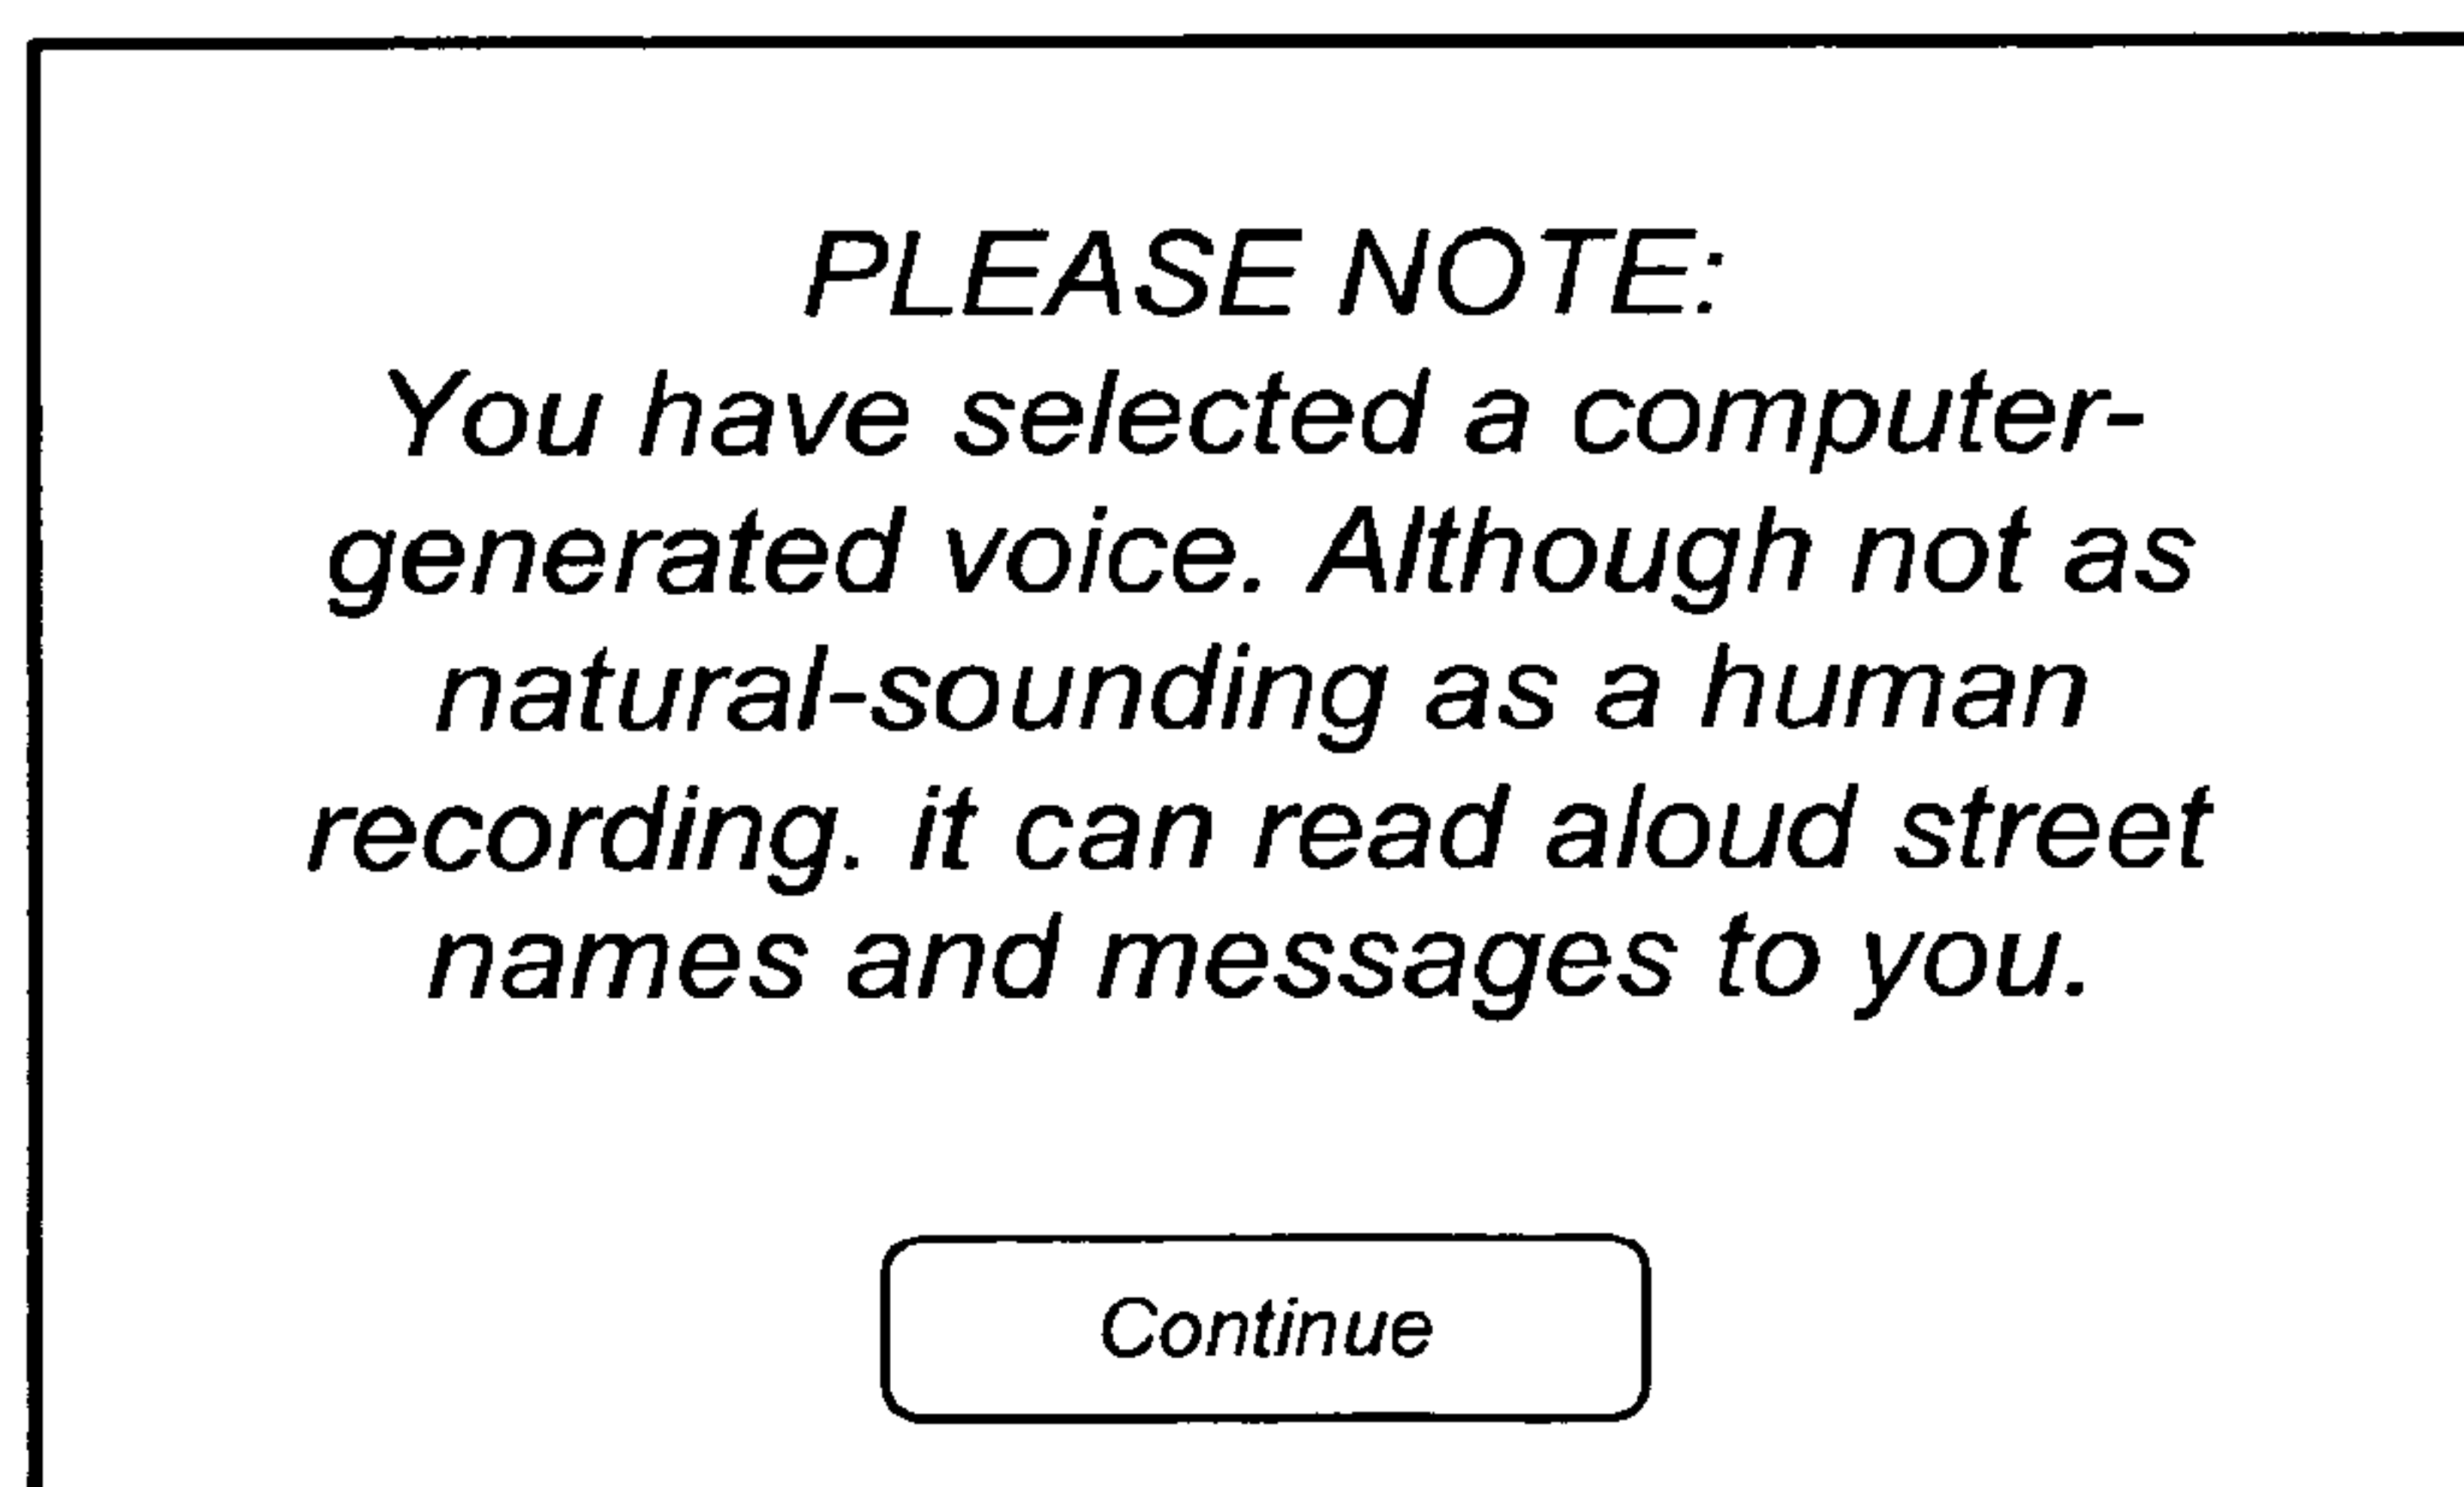 PLEASE NOTE:
You have selected a computer-
generated voice. Although not as
natural-sounding as a human
recording. it can read aloud street
names and messages to you.
Continue